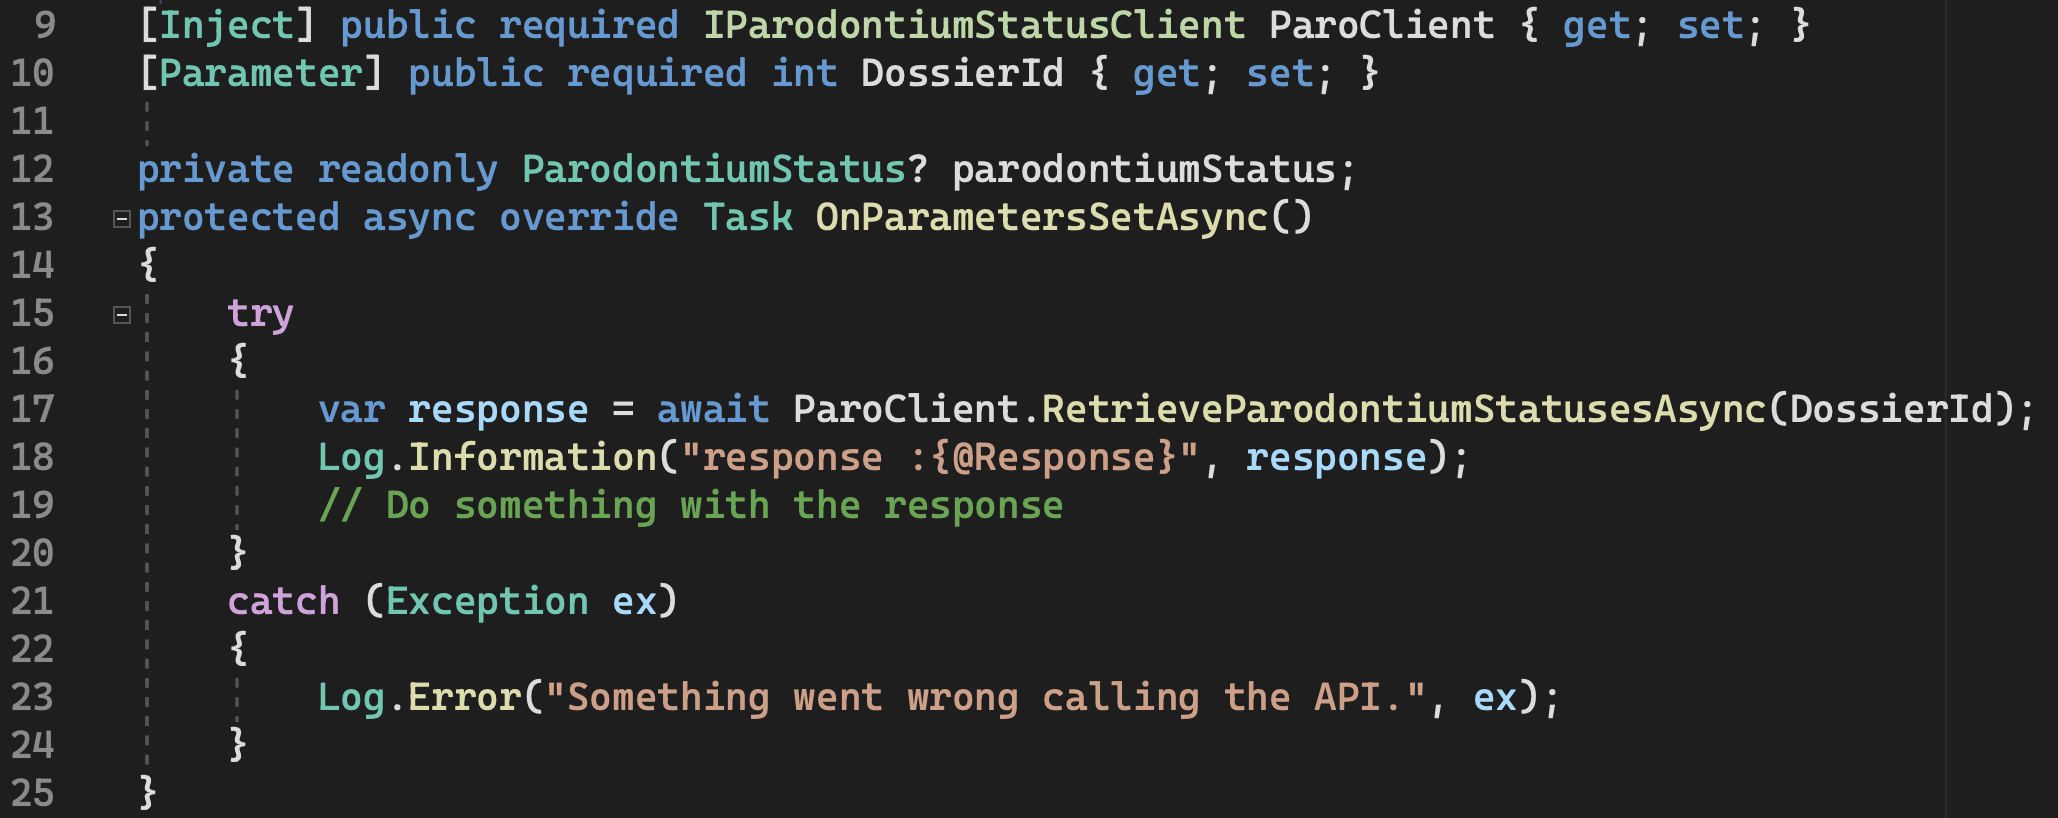 9 [Inject] public required IParodontiumStatusClient ParoClient { get; set; }
10 [Parameter] public required int DossierId { get; set; }
11
12 private readonly ParodontiumStatus? parodontiumStatus;
13 protected async override Task OnParametersSetAsync()
14 {
15 try
16 {
17 var response = await ParoClient.RetrieveParodontiumStatusesAsync(DossierId);
18 Log.Information("response :{@Response}", response);
19 // Do something with the response
20 }
21 catch (Exception ex)
22 {
23 Log.Error("Something went wrong calling the API.", ex);
24 }
25 }